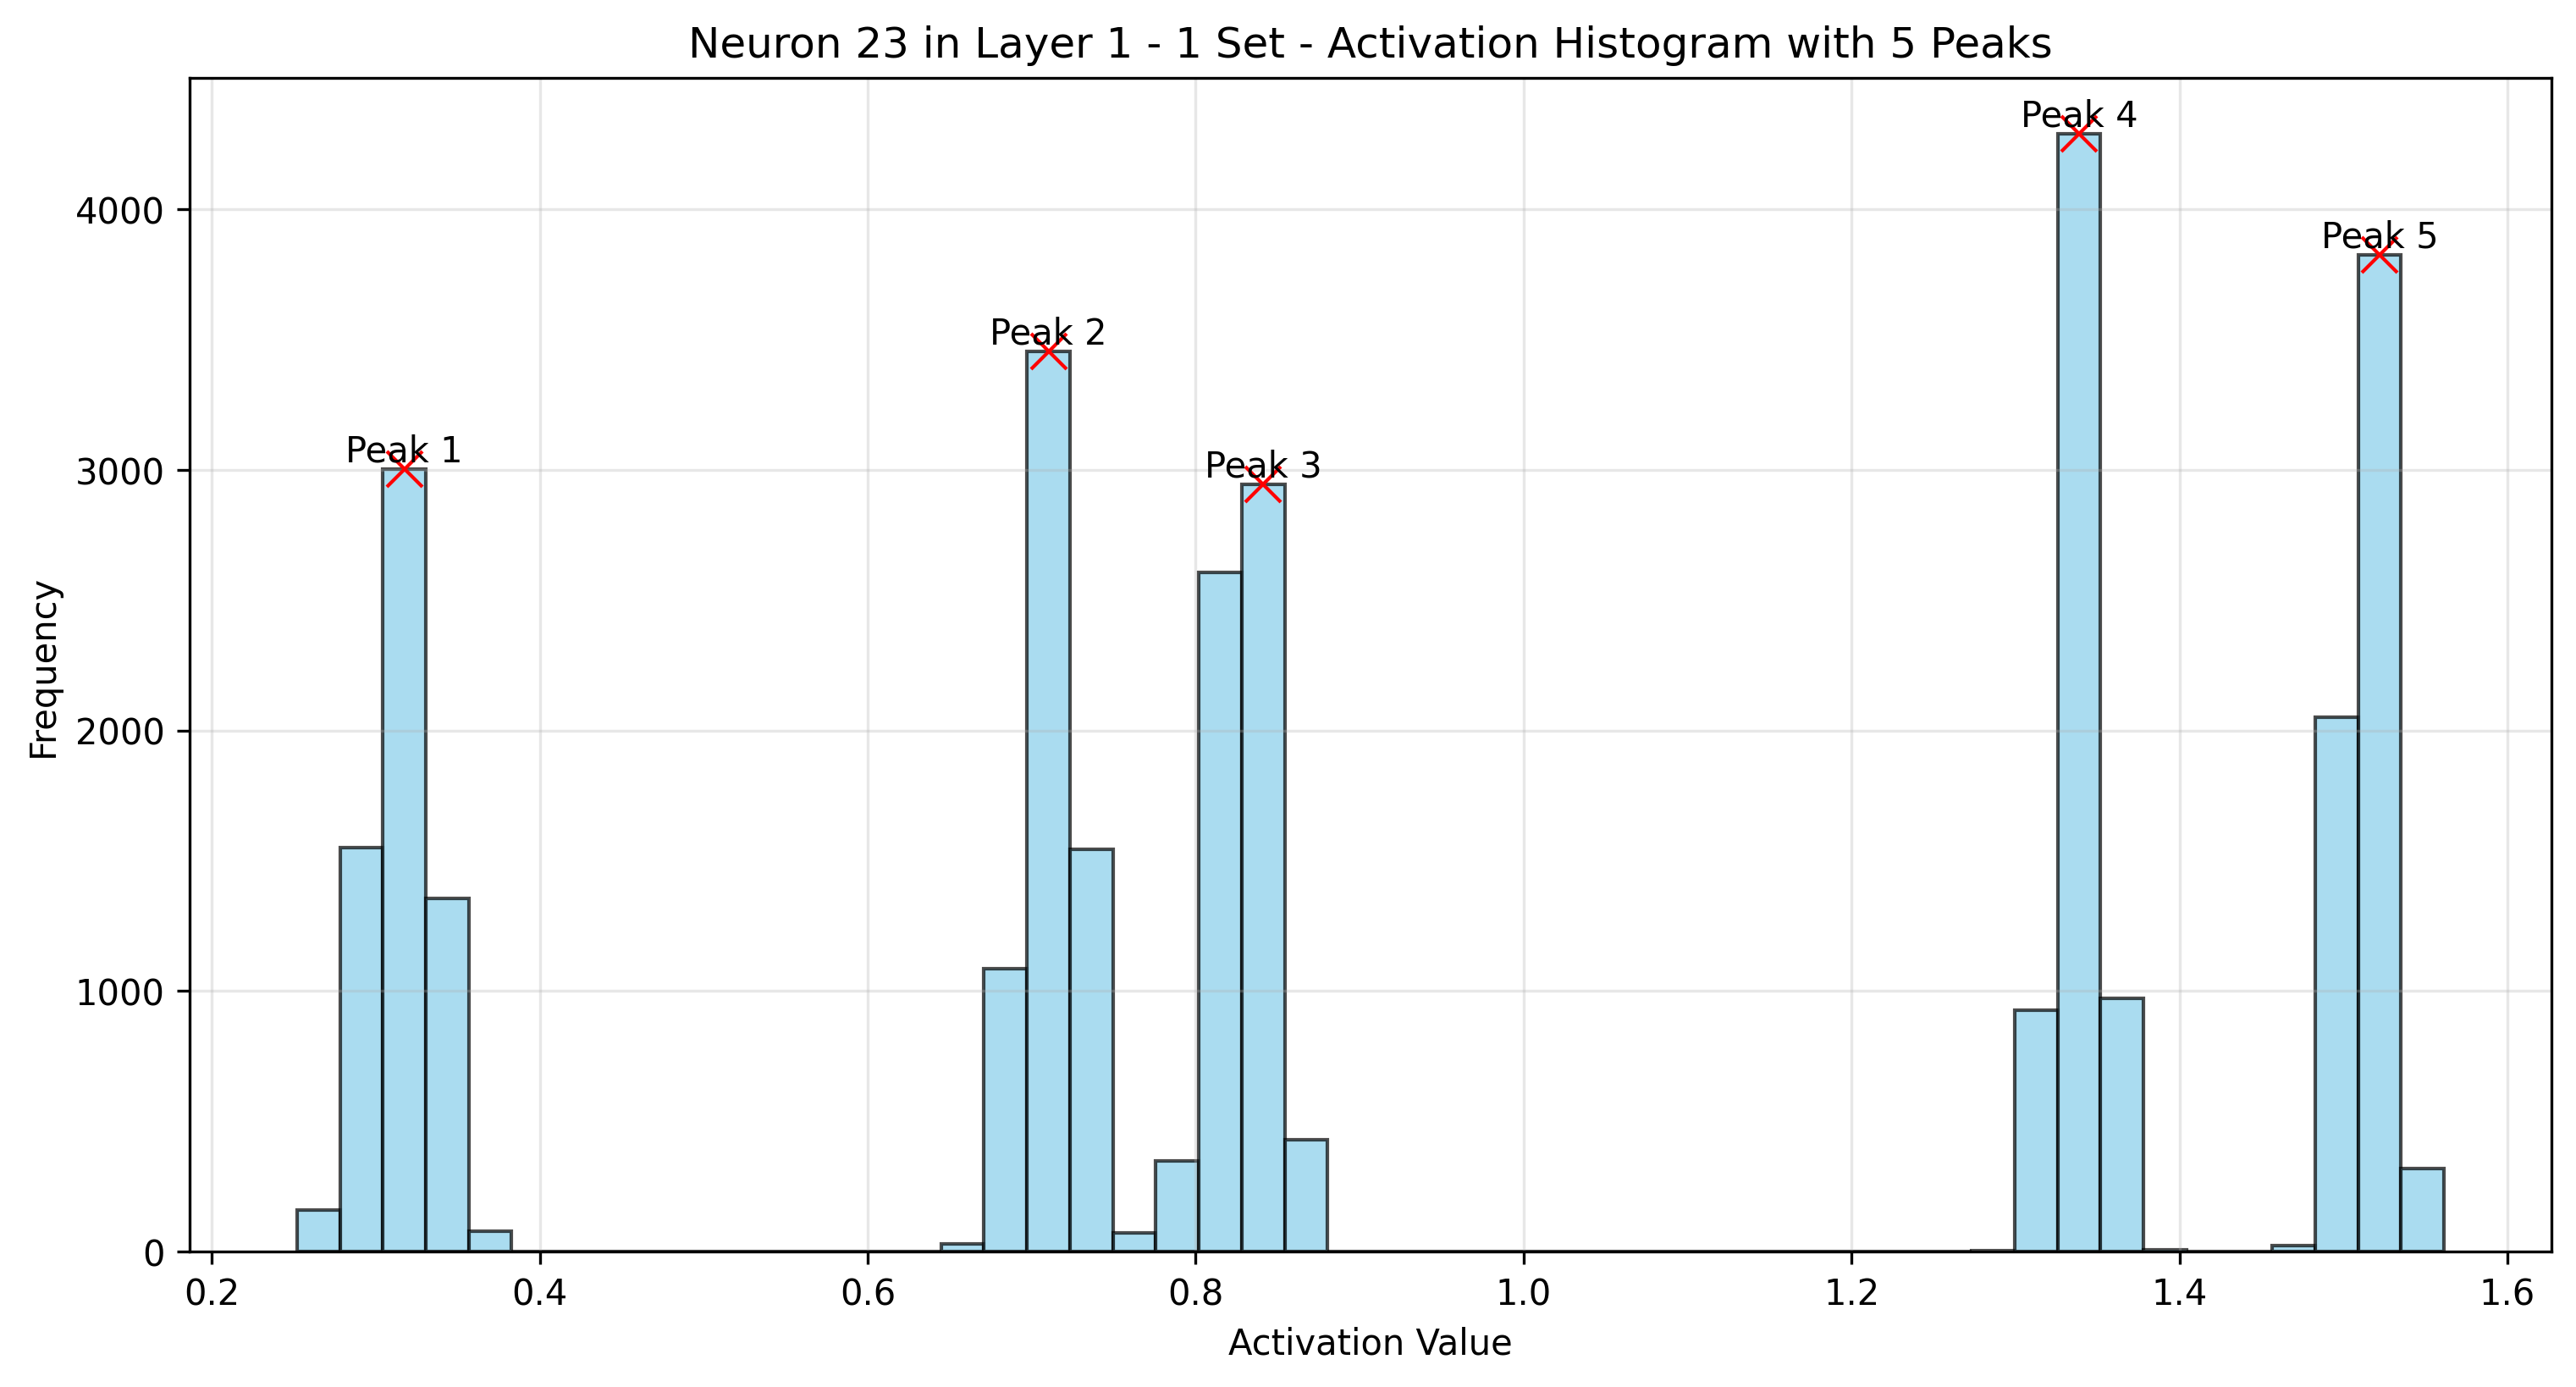 Neuron 23 in Layer 1 - 1 Set - Activation Histogram with 5 Peaks
Peak 4
Peak 5
Peak 2
Peak 1
Peak 3
Frequency
4000
3000
2000
1000
0
0.2 0.4 0.6 0.8 1.0 1.2 1.4 1.6
Activation Value